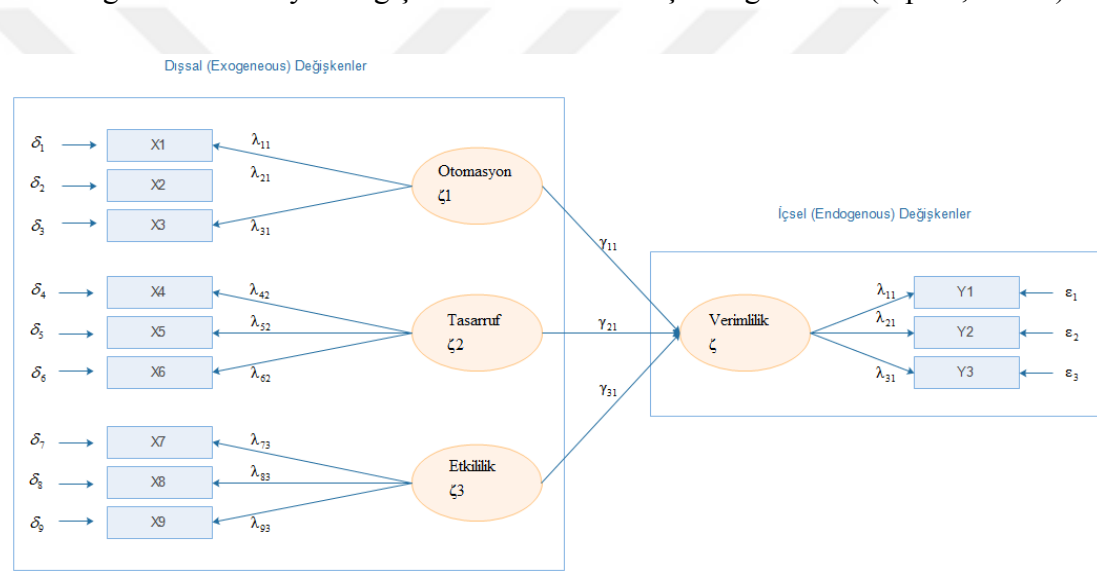 Dışsal (Exogeneous) Değişkenler
δ₁ X1 λ₁₁
δ₂ X2 λ₂₁
δ₃ X3 λ₃₁
Otomasyon
ζ1
δ₄ X4 λ₄₂
δ₅ X5 λ₅₂
δ₆ X6 λ₆₂
Tasarruf
ζ2
δ₇ X7 λ₇₃
δ₈ X8 λ₈₃
δ₉ X9 λ₉₃
Etkililik
ζ3
γ₁₁
γ₂₁
γ₃₁
İçsel (Endogenous) Değişkenler
Verimlilik
ζ
λ₁₁ Y1 ε₁
λ₂₁ Y2 ε₂
λ₃₁ Y3 ε₃